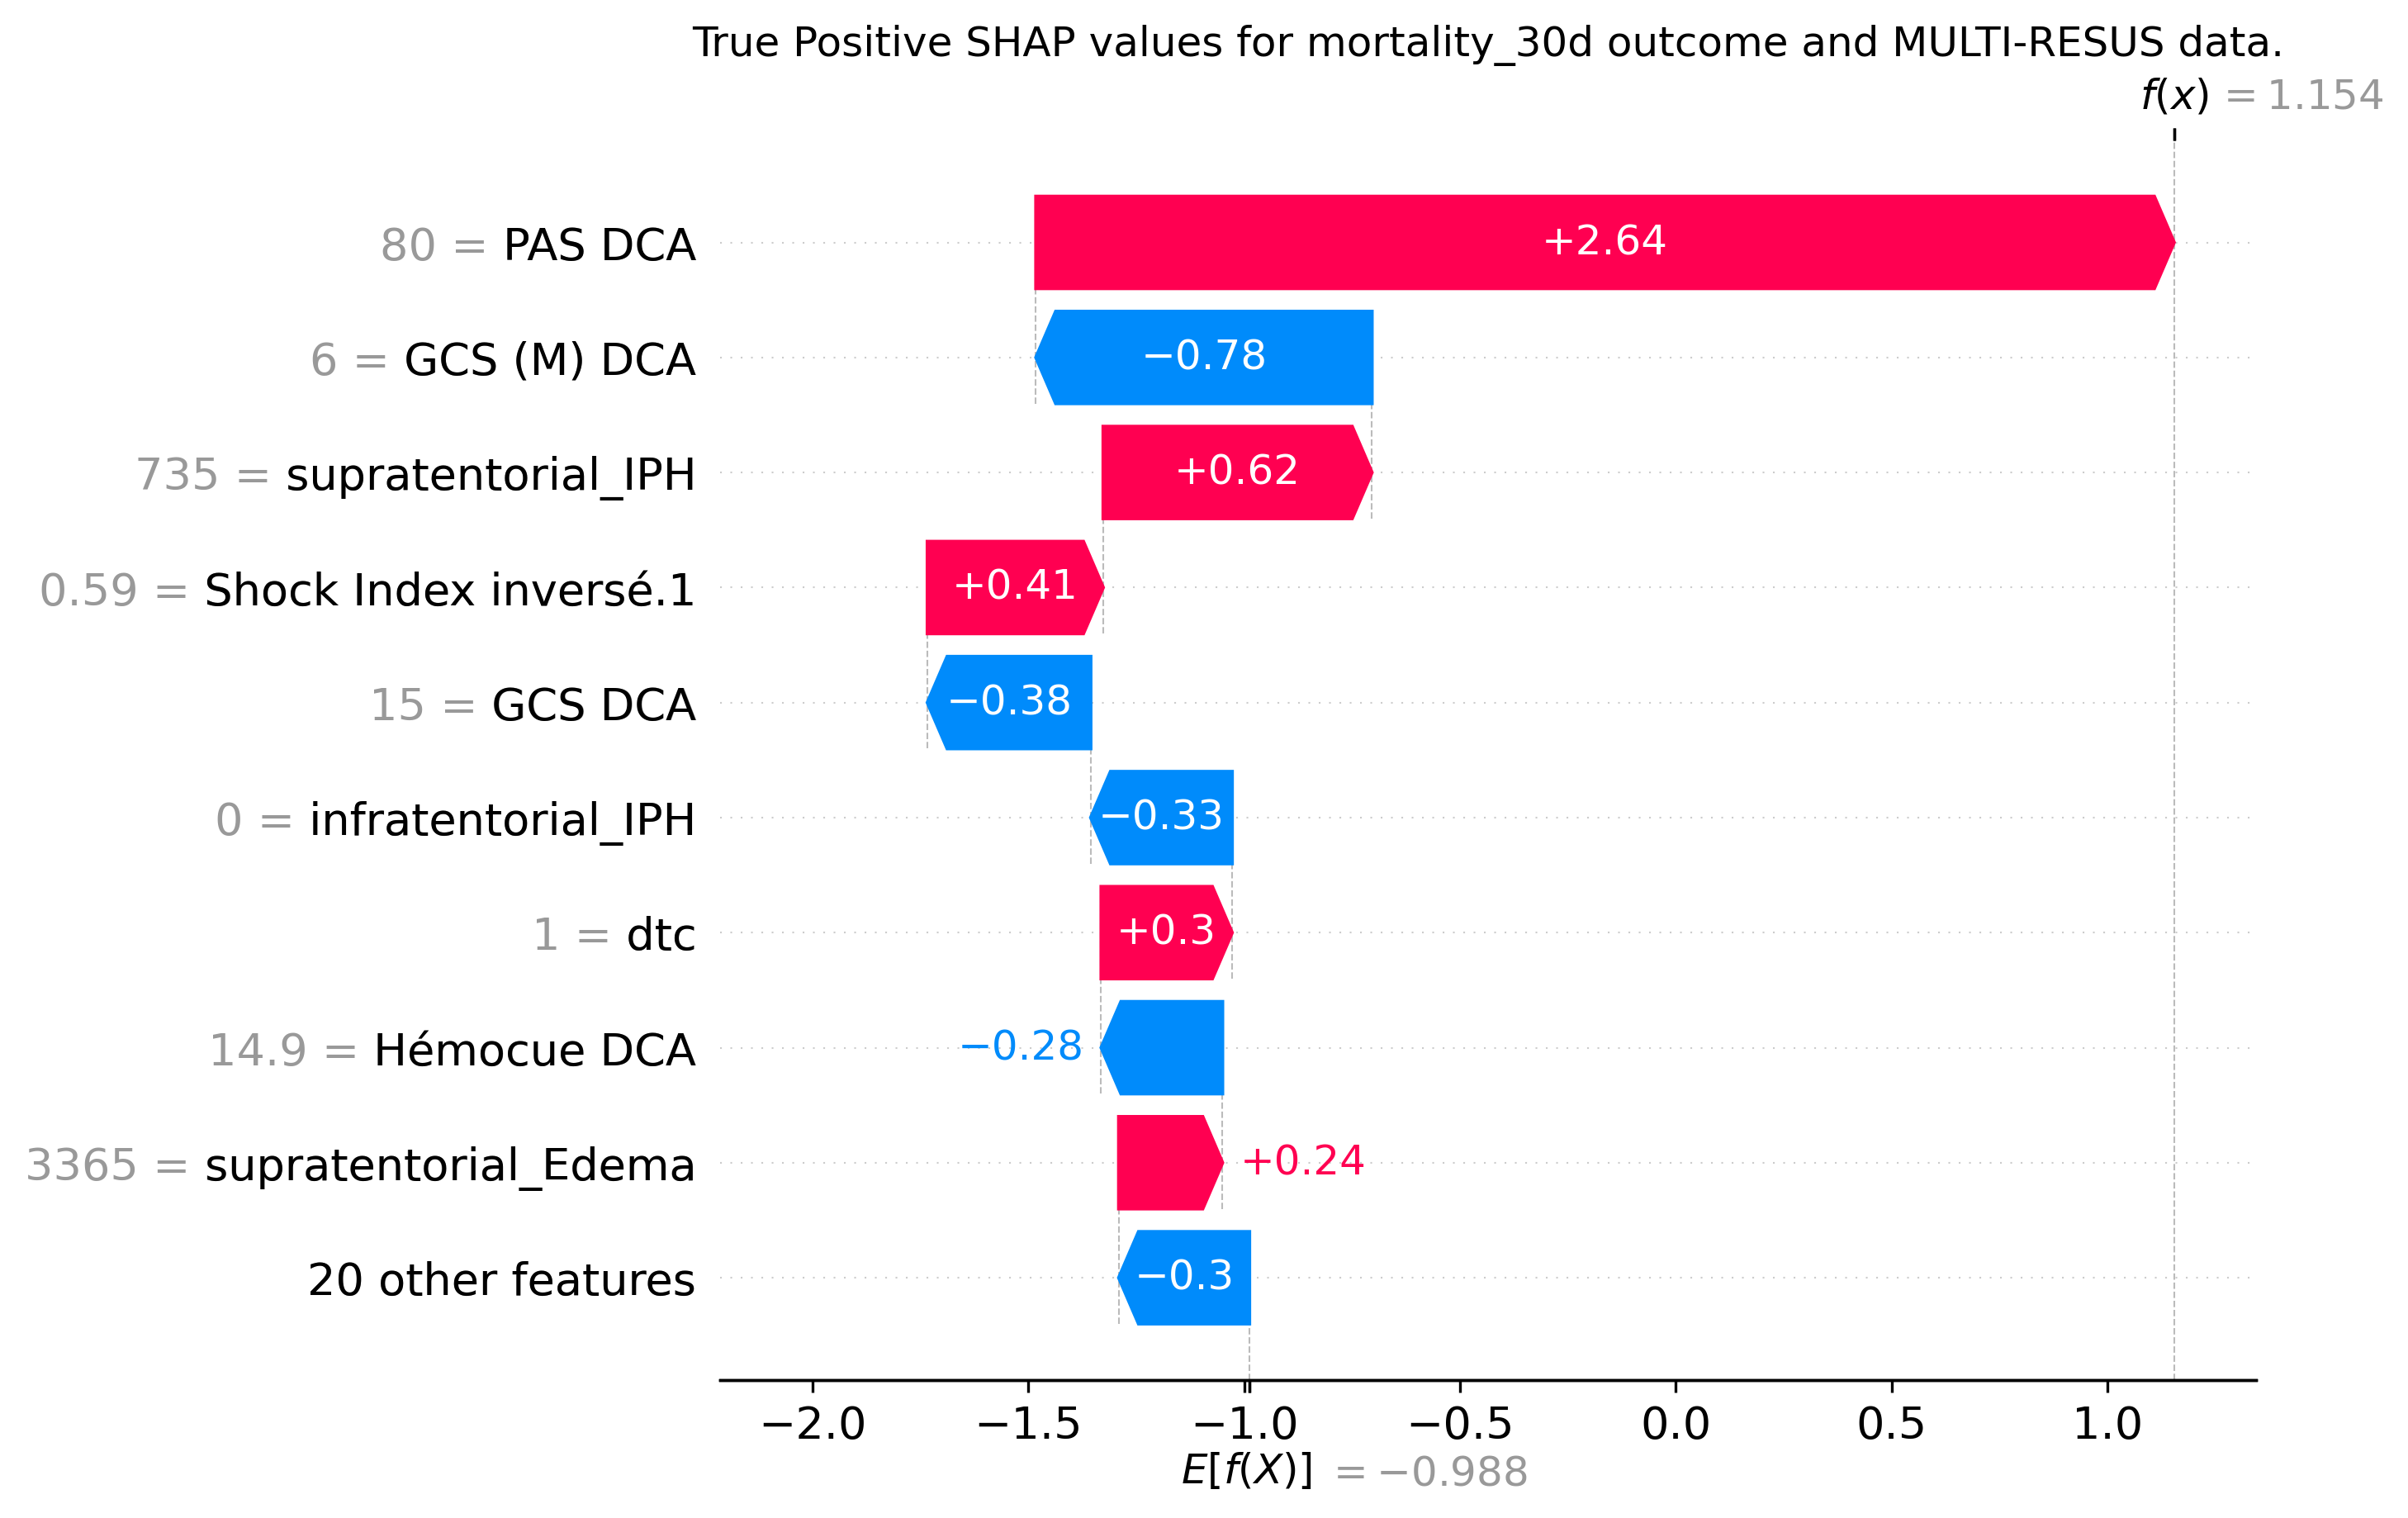 True Positive SHAP values for mortality_30d outcome and MULTI-RESUS data.
f(x) = 1.154
80 = PAS DCA
+2.64
6 = GCS (M) DCA
−0.78
735 = supratentorial_IPH
+0.62
0.59 = Shock Index inversé.1
+0.41
15 = GCS DCA
−0.38
0 = infratentorial_IPH
−0.33
1 = dtc
+0.3
14.9 = Hémocue DCA
−0.28
3365 = supratentorial_Edema
+0.24
20 other features
−0.3
−2.0 −1.5 −1.0 −0.5 0.0 0.5 1.0
E[f(X)] = −0.988